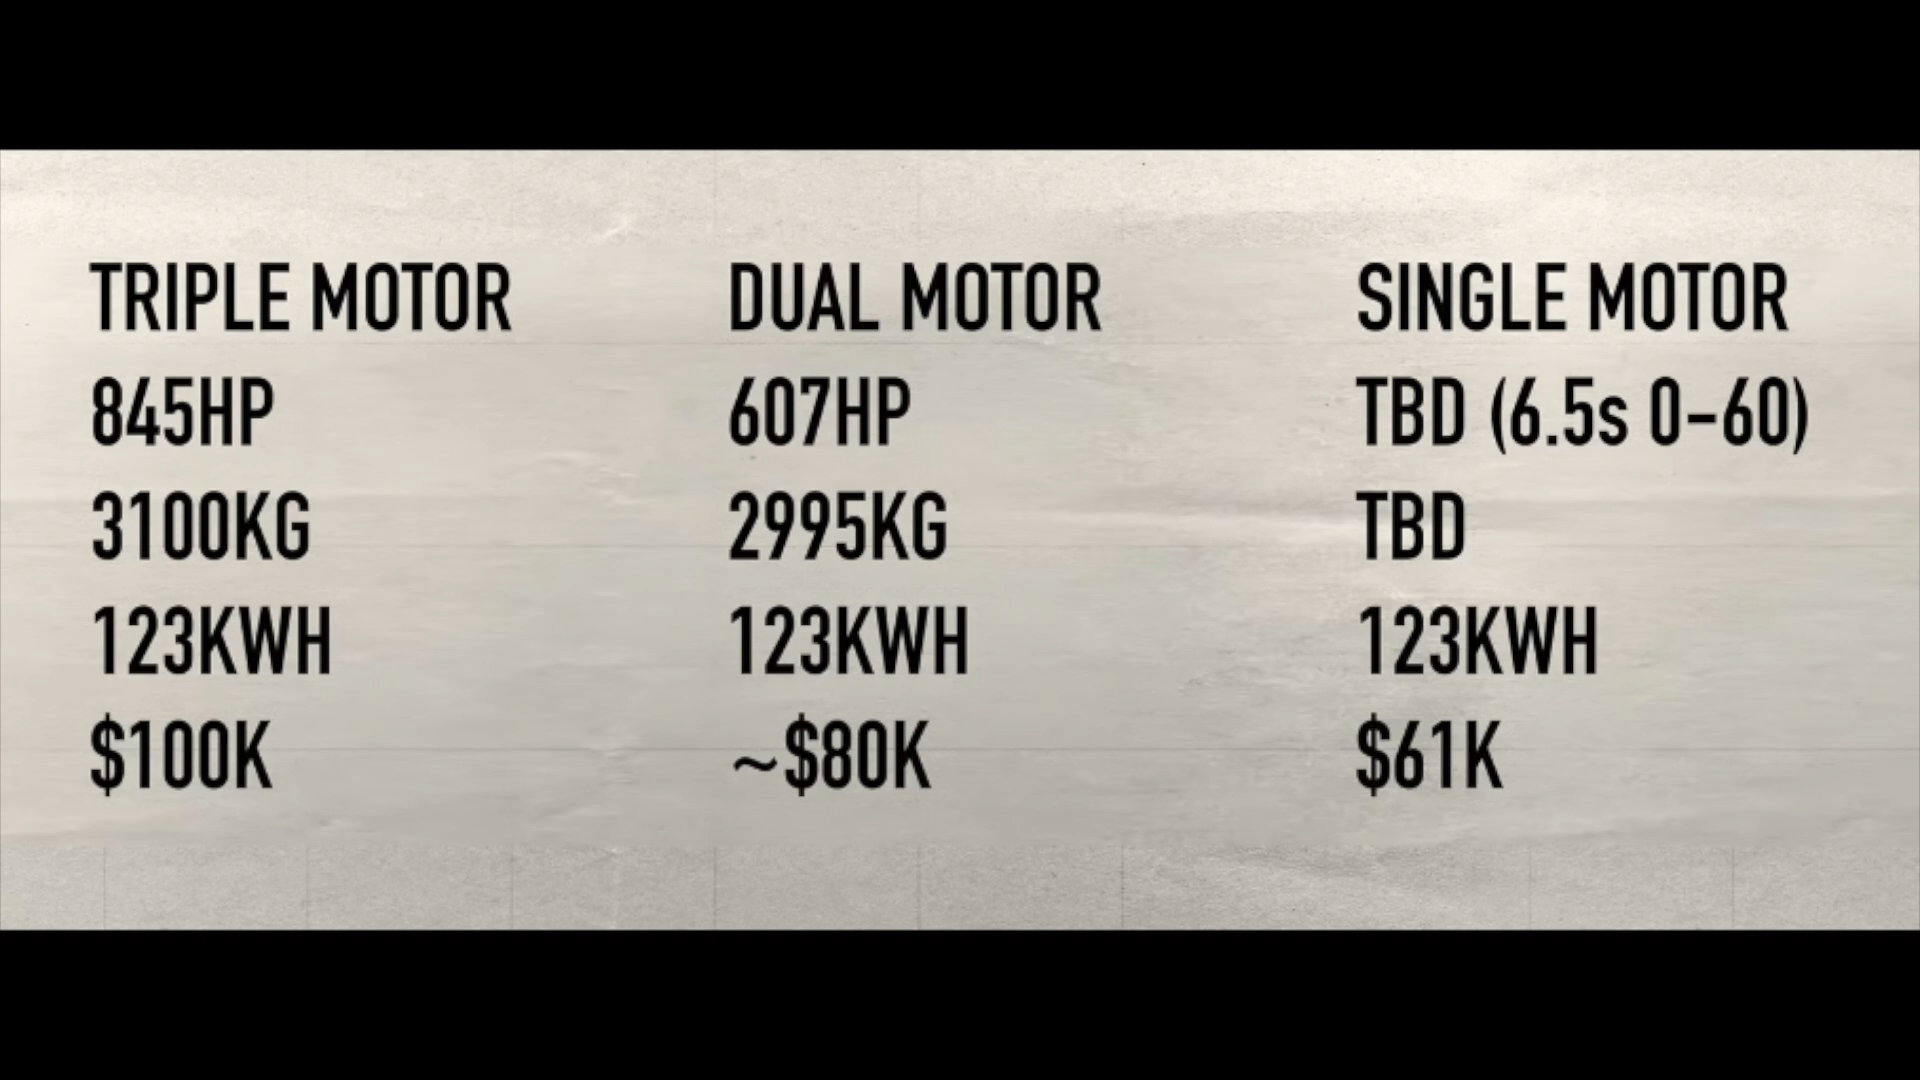 TRIPLE MOTOR
845HP
3100KG
123KWH
$100K
DUAL MOTOR
607HP
2995KG
123KWH
~$80K
SINGLE MOTOR
TBD (6.5s 0-60)
TBD
123KWH
$61K